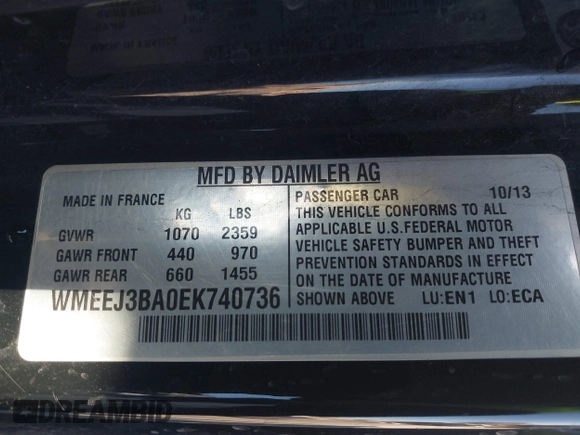 MFD BY DAIMLER AG
MADE IN FRANCE
KG LBS
GVWR 1070 2359
GAWR FRONT 440 970
GAWR REAR 660 1455
WMEEJ3BA0EK740736
PASSENGER CAR 10/13
THIS VEHICLE CONFORMS TO ALL
APPLICABLE U.S.FEDERAL MOTOR
VEHICLE SAFETY BUMPER AND THEFT
PREVENTION STANDARDS IN EFFECT
ON THE DATE OF MANUFACTURE
SHOWN ABOVE LU:EN1 LO:ECA
DREAMBID